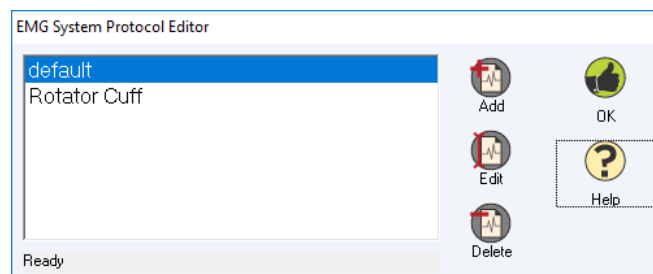 EMG System Protocol Editor
default
Rotator Cuff
Add
OK
Edit
?
Help
Delete
Ready